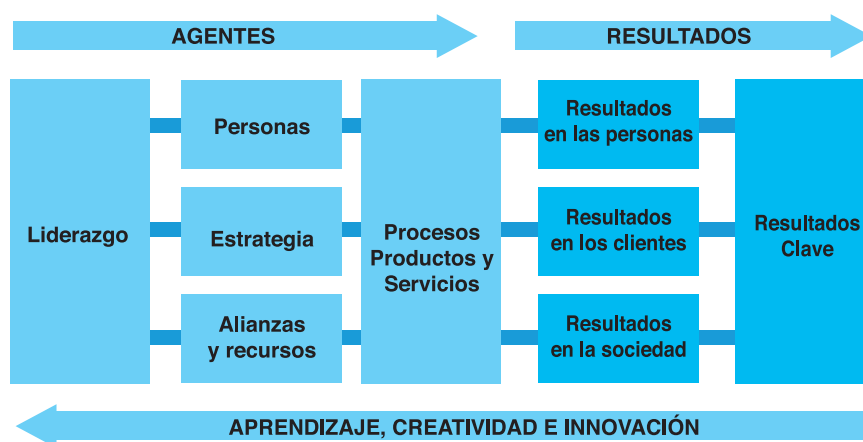 AGENTES
RESULTADOS
Liderazgo
Personas
Estrategia
Alianzas
y recursos
Procesos
Productos y
Servicios
Resultados
en las personas
Resultados
en los clientes
Resultados
en la sociedad
Resultados
Clave
APRENDIZAJE, CREATIVIDAD E INNOVACIÓN